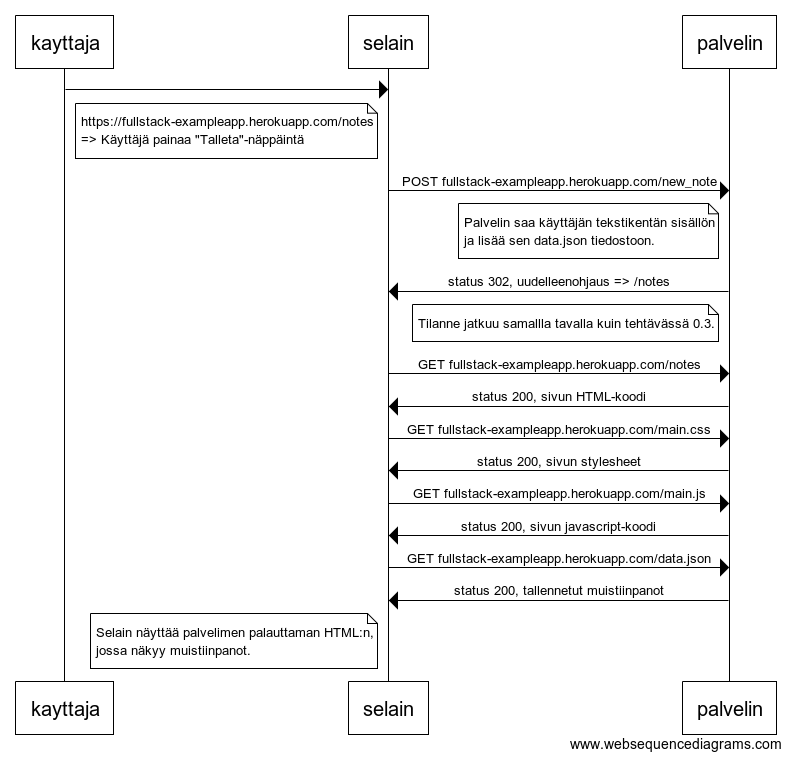 kayttaja
selain
palvelin
https://fullstack-exampleapp.herokuapp.com/notes
=> Käyttäjä painaa "Talleta"-näppäintä
POST fullstack-exampleapp.herokuapp.com/new_note
Palvelin saa käyttäjän tekstikentän sisällön
ja lisää sen data.json tiedostoon.
status 302, uudelleenohjaus => /notes
Tilanne jatkuu samallla tavalla kuin tehtävässä 0.3.
GET fullstack-exampleapp.herokuapp.com/notes
status 200, sivun HTML-koodi
GET fullstack-exampleapp.herokuapp.com/main.css
status 200, sivun stylesheet
GET fullstack-exampleapp.herokuapp.com/main.js
status 200, sivun javascript-koodi
GET fullstack-exampleapp.herokuapp.com/data.json
status 200, tallennetut muistiinpanot
Selain näyttää palvelimen palauttaman HTML:n,
jossa näkyy muistiinpanot.
kayttaja
selain
palvelin
www.websequencediagrams.com